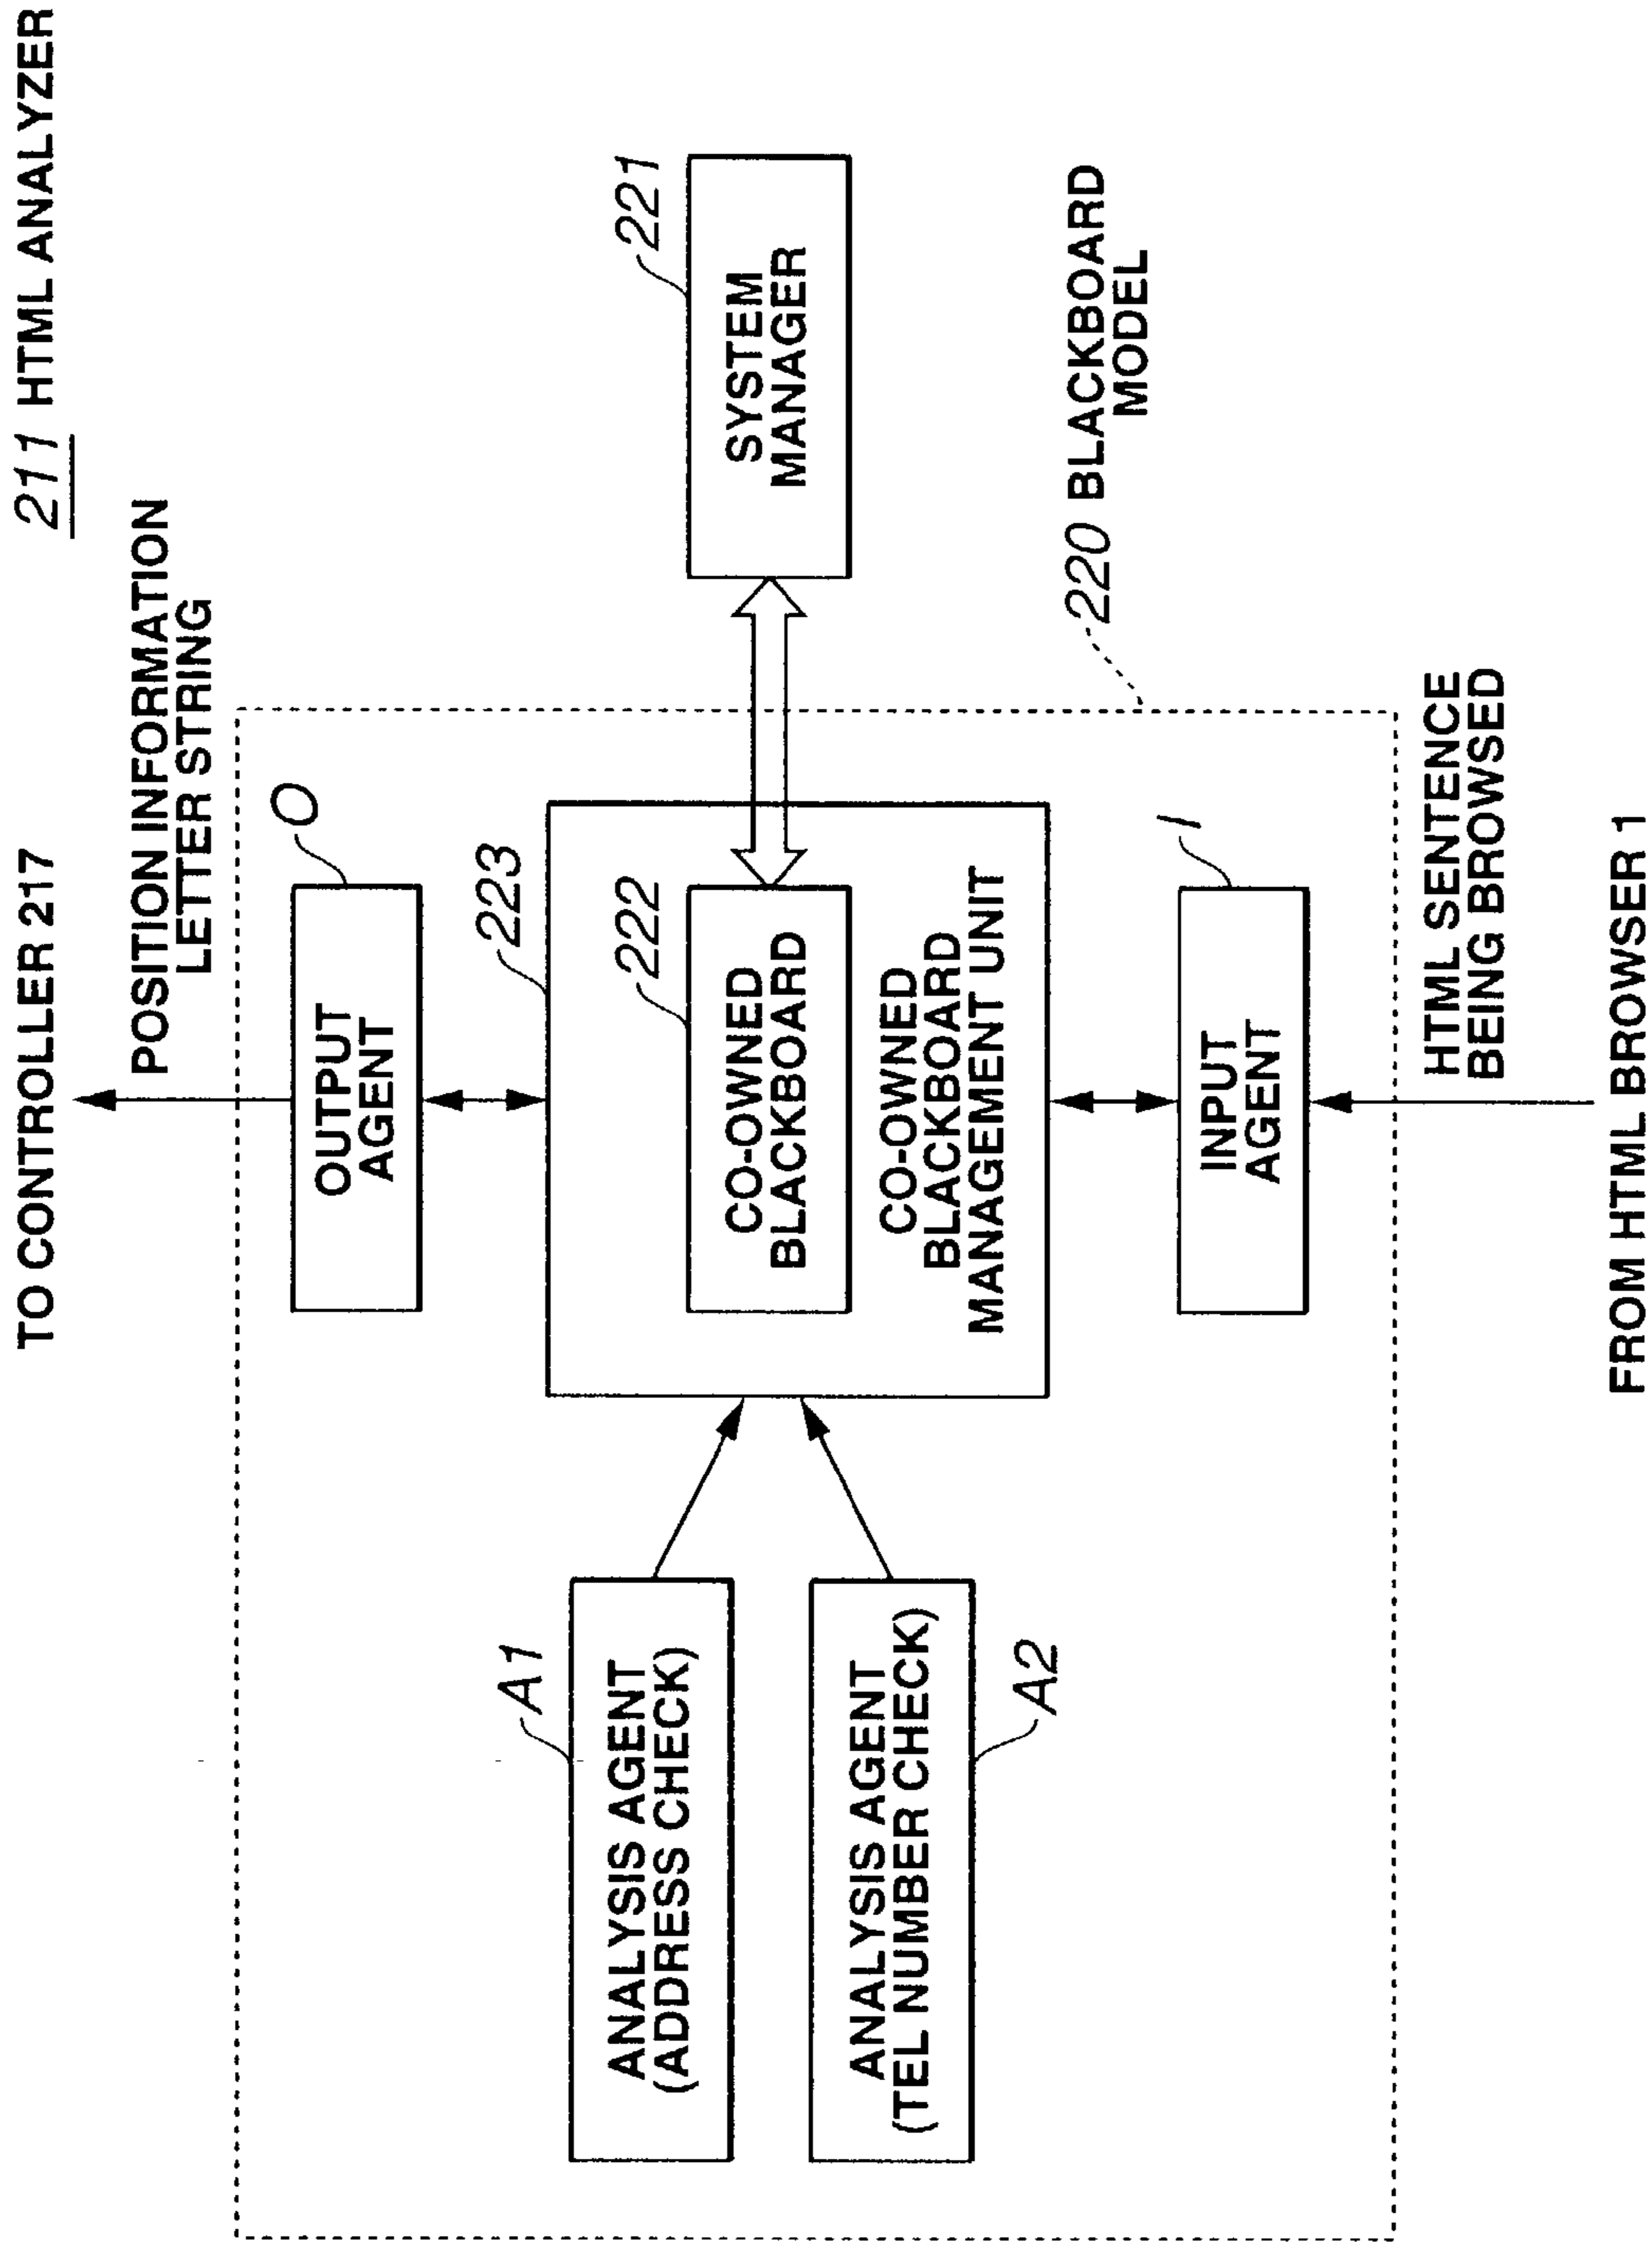 211 HTML ANALYZER
TO CONTROLLER 217
POSITION INFORMATION
LETTER STRING
O
OUTPUT
AGENT
223
222
CO-OWNED
BLACKBOARD
CO-OWNED
BLACKBOARD
MANAGEMENT UNIT
221
SYSTEM
MANAGER
220 BLACKBOARD
MODEL
A1
ANALYSIS AGENT
(ADDRESS CHECK)
ANALYSIS AGENT
(TEL NUMBER CHECK)
A2
I
INPUT
AGENT
HTML SENTENCE
BEING BROWSED
FROM HTML BROWSER 1